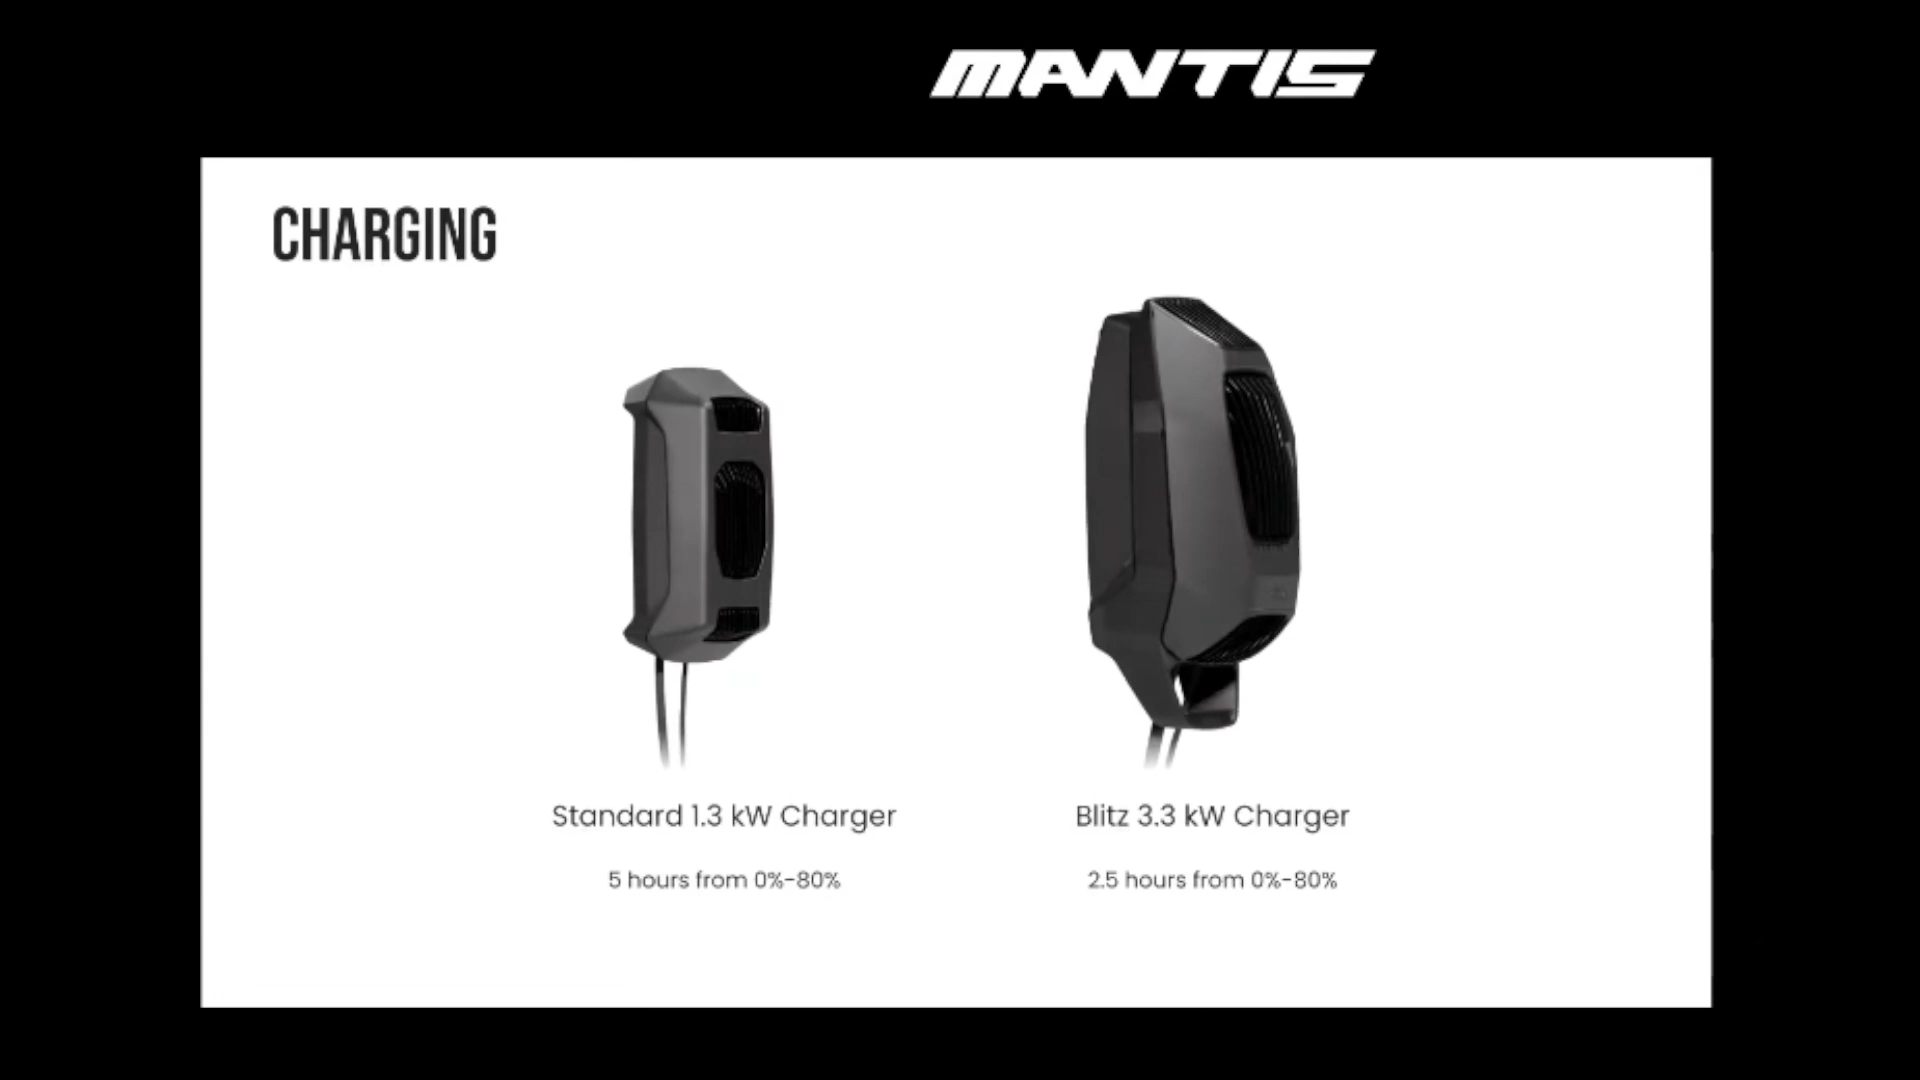 MANTIS
CHARGING
Standard 1.3 kW Charger
5 hours from 0%-80%
Blitz 3.3 kW Charger
2.5 hours from 0%-80%